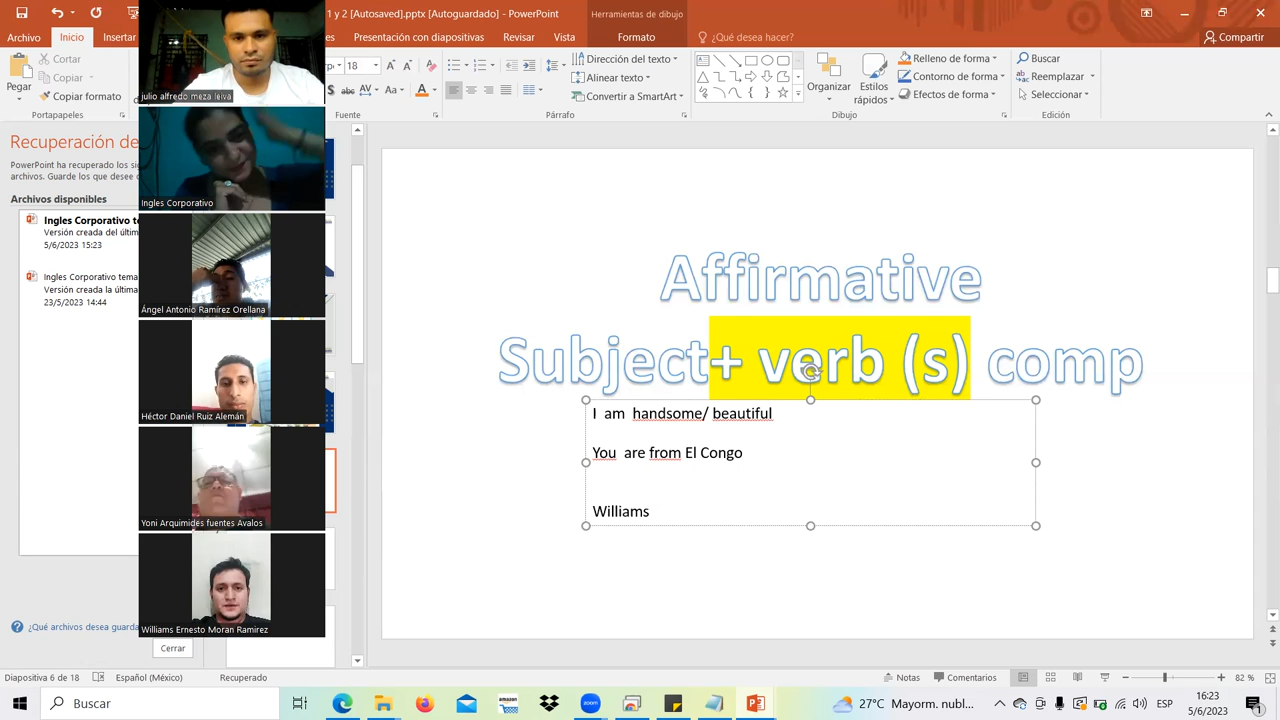 1 y 2 [Autosaved].pptx [Autoguardado] - PowerPoint
Herramientas de dibujo
Archivo
Inicio
Insertar
Presentación con diapositivas
Revisar
Vista
Formato
¿Qué desea hacer?
Compartir
Pegar
Cortar
Copiar
Copiar formato
Portapapeles
18
Aa
A
Fuente
Dirección del texto
Alinear texto
Párrafo
Organizar
Estilos
rápidos
Relleno de forma
Contorno de forma
Efectos de forma
Dibujo
Buscar
Reemplazar
Edición
Recuperación de
PowerPoint ha recuperado los si
archivos. Guarde los que desee
Archivos disponibles
Ingles Corporativo te
Versión creada del últim
5/6/2023 15:23
Ingles Corporativo tema
Versión creada la última
23/5/2023 14:44
¿Qué archivos desea guarda
Cerrar
julio alfredo meza leiva
Ingles Corporativo
Ángel Antonio Ramírez Orellana
Héctor Daniel Ruiz Alemán
Yoni Arquimides fuentes Avalos
Williams Ernesto Moran Ramirez
Affirmative
Subject+ verb (s) comp
I am handsome/ beautiful
You are from El Congo
Williams
Diapositiva 6 de 18
Español (México)
Recuperado
Notas
Comentarios
82 %
Buscar
amazon
zoom
27°C Mayorm. nubl...
ESP
16:23
5/6/2023
1